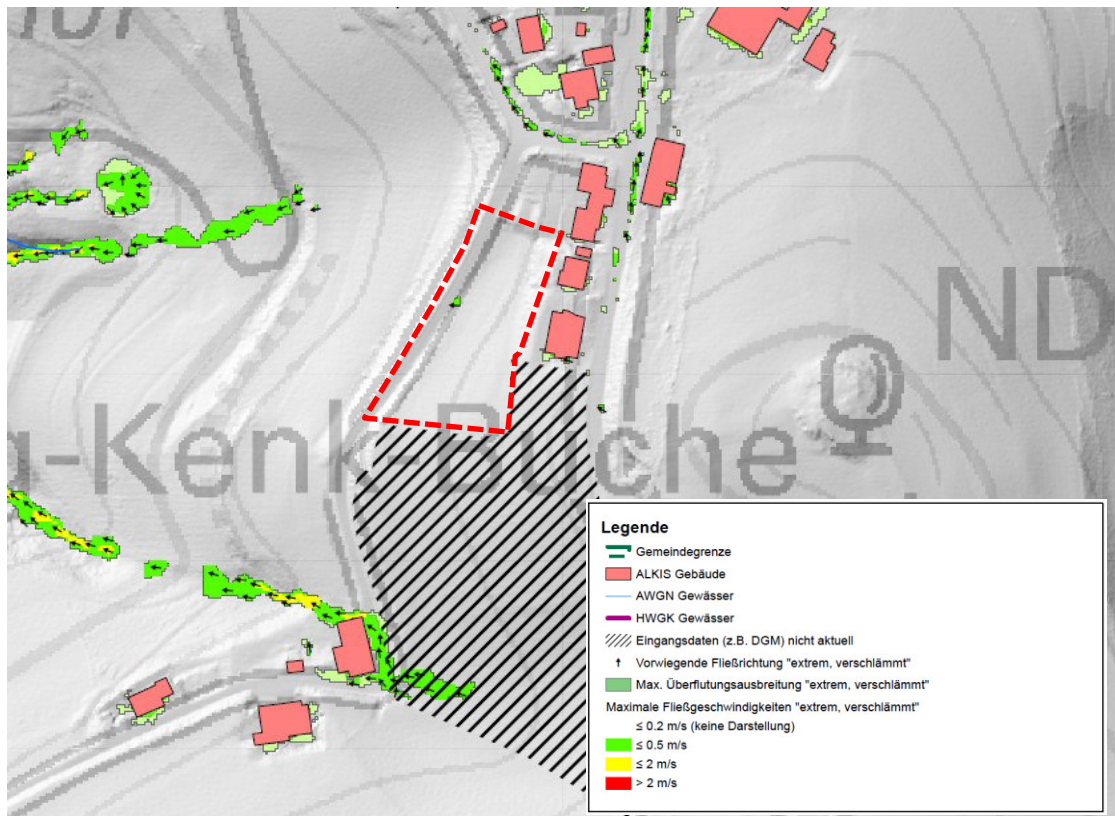 ND
-Kenk-Buche
Legende
Gemeindegrenze
ALKIS Gebäude
AWGN Gewässer
HWGK Gewässer
Eingangsdaten (z.B. DGM) nicht aktuell
Vorwiegende Fließrichtung "extrem, verschlämmt"
Max. Überflutungsausbreitung "extrem, verschlämmt"
Maximale Fließgeschwindigkeiten "extrem, verschlämmt"
≤ 0.2 m/s (keine Darstellung)
≤ 0.5 m/s
≤ 2 m/s
> 2 m/s